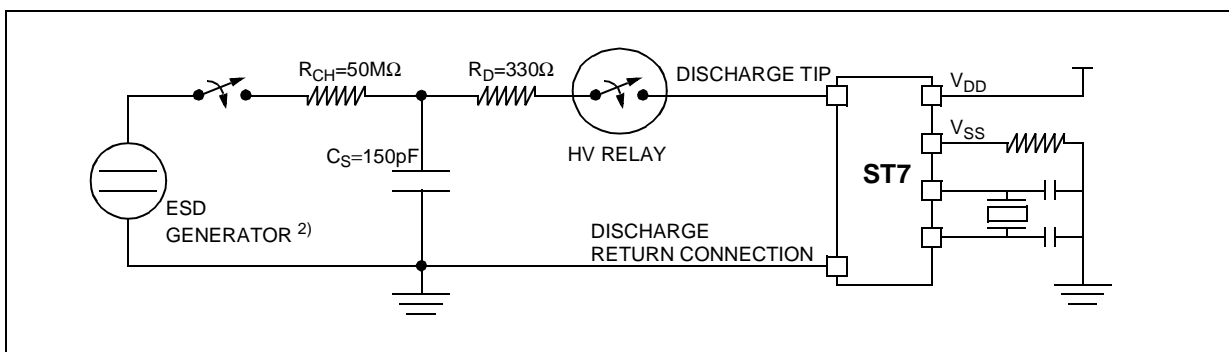 R_CH=50MΩ
R_D=330Ω
DISCHARGE TIP
V_DD
C_S=150pF
HV RELAY
V_SS
ST7
ESD
GENERATOR 2)
DISCHARGE
RETURN CONNECTION